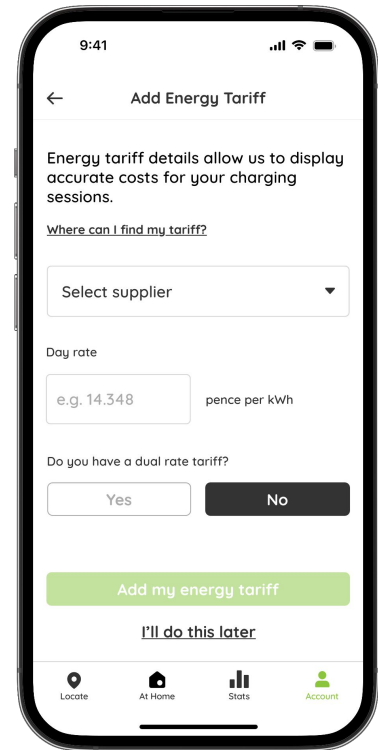 9:41
Add Energy Tariff
Energy tariff details allow us to display
accurate costs for your charging
sessions.
Where can I find my tariff?
Select supplier
Day rate
e.g. 14.348
pence per kWh
Do you have a dual rate tariff?
Yes
No
Add my energy tariff
I'll do this later
Locate
At Home
Stats
Account